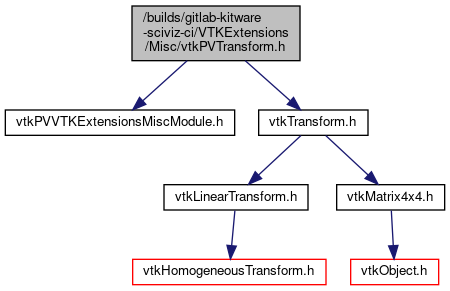 /builds/gitlab-kitware
-sciviz-ci/VTKExtensions
/Misc/vtkPVTransform.h
vtkPVVTKExtensionsMiscModule.h
vtkTransform.h
vtkLinearTransform.h
vtkMatrix4x4.h
vtkHomogeneousTransform.h
vtkObject.h